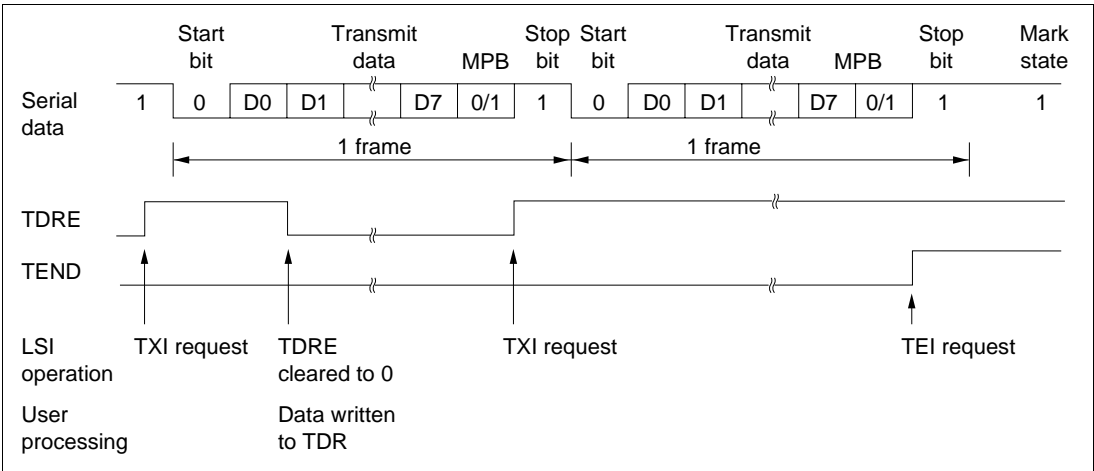 Start Transmit Stop Start Transmit Stop Mark
bit data MPB bit bit data MPB bit state
Serial 1 0 D0 D1 D7 0/1 1 0 D0 D1 D7 0/1 1 1
data
1 frame 1 frame
TDRE
TEND
LSI TXI request TDRE TXI request TEI request
operation cleared to 0
User Data written
processing to TDR